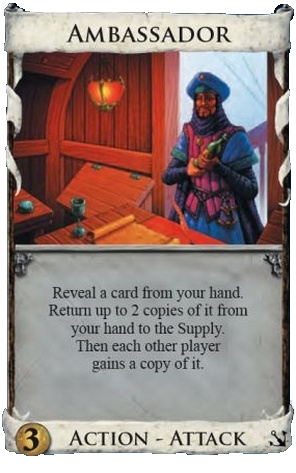 AMBASSADOR
Reveal a card from your hand.
Return up to 2 copies of it from
your hand to the Supply.
Then each other player
gains a copy of it.
3
ACTION - ATTACK